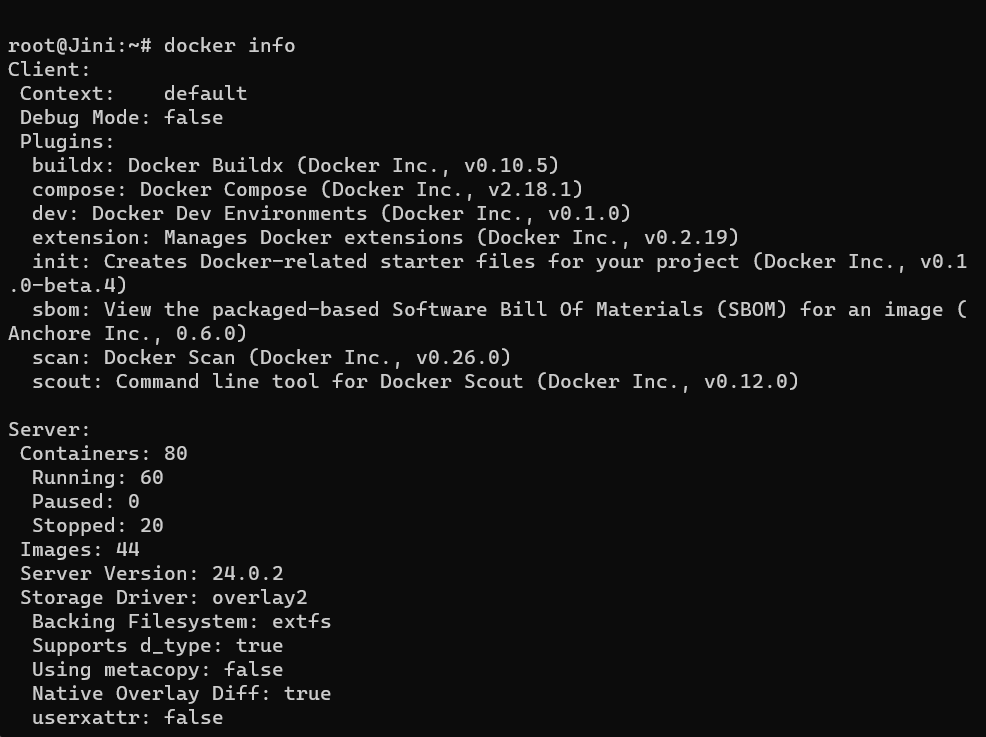 root@Jini:~# docker info
Client:
 Context:    default
 Debug Mode: false
 Plugins:
  buildx: Docker Buildx (Docker Inc., v0.10.5)
  compose: Docker Compose (Docker Inc., v2.18.1)
  dev: Docker Dev Environments (Docker Inc., v0.1.0)
  extension: Manages Docker extensions (Docker Inc., v0.2.19)
  init: Creates Docker-related starter files for your project (Docker Inc., v0.1
.0-beta.4)
  sbom: View the packaged-based Software Bill Of Materials (SBOM) for an image (
Anchore Inc., 0.6.0)
  scan: Docker Scan (Docker Inc., v0.26.0)
  scout: Command line tool for Docker Scout (Docker Inc., v0.12.0)

Server:
 Containers: 80
  Running: 60
  Paused: 0
  Stopped: 20
 Images: 44
 Server Version: 24.0.2
 Storage Driver: overlay2
  Backing Filesystem: extfs
  Supports d_type: true
  Using metacopy: false
  Native Overlay Diff: true
  userxattr: false